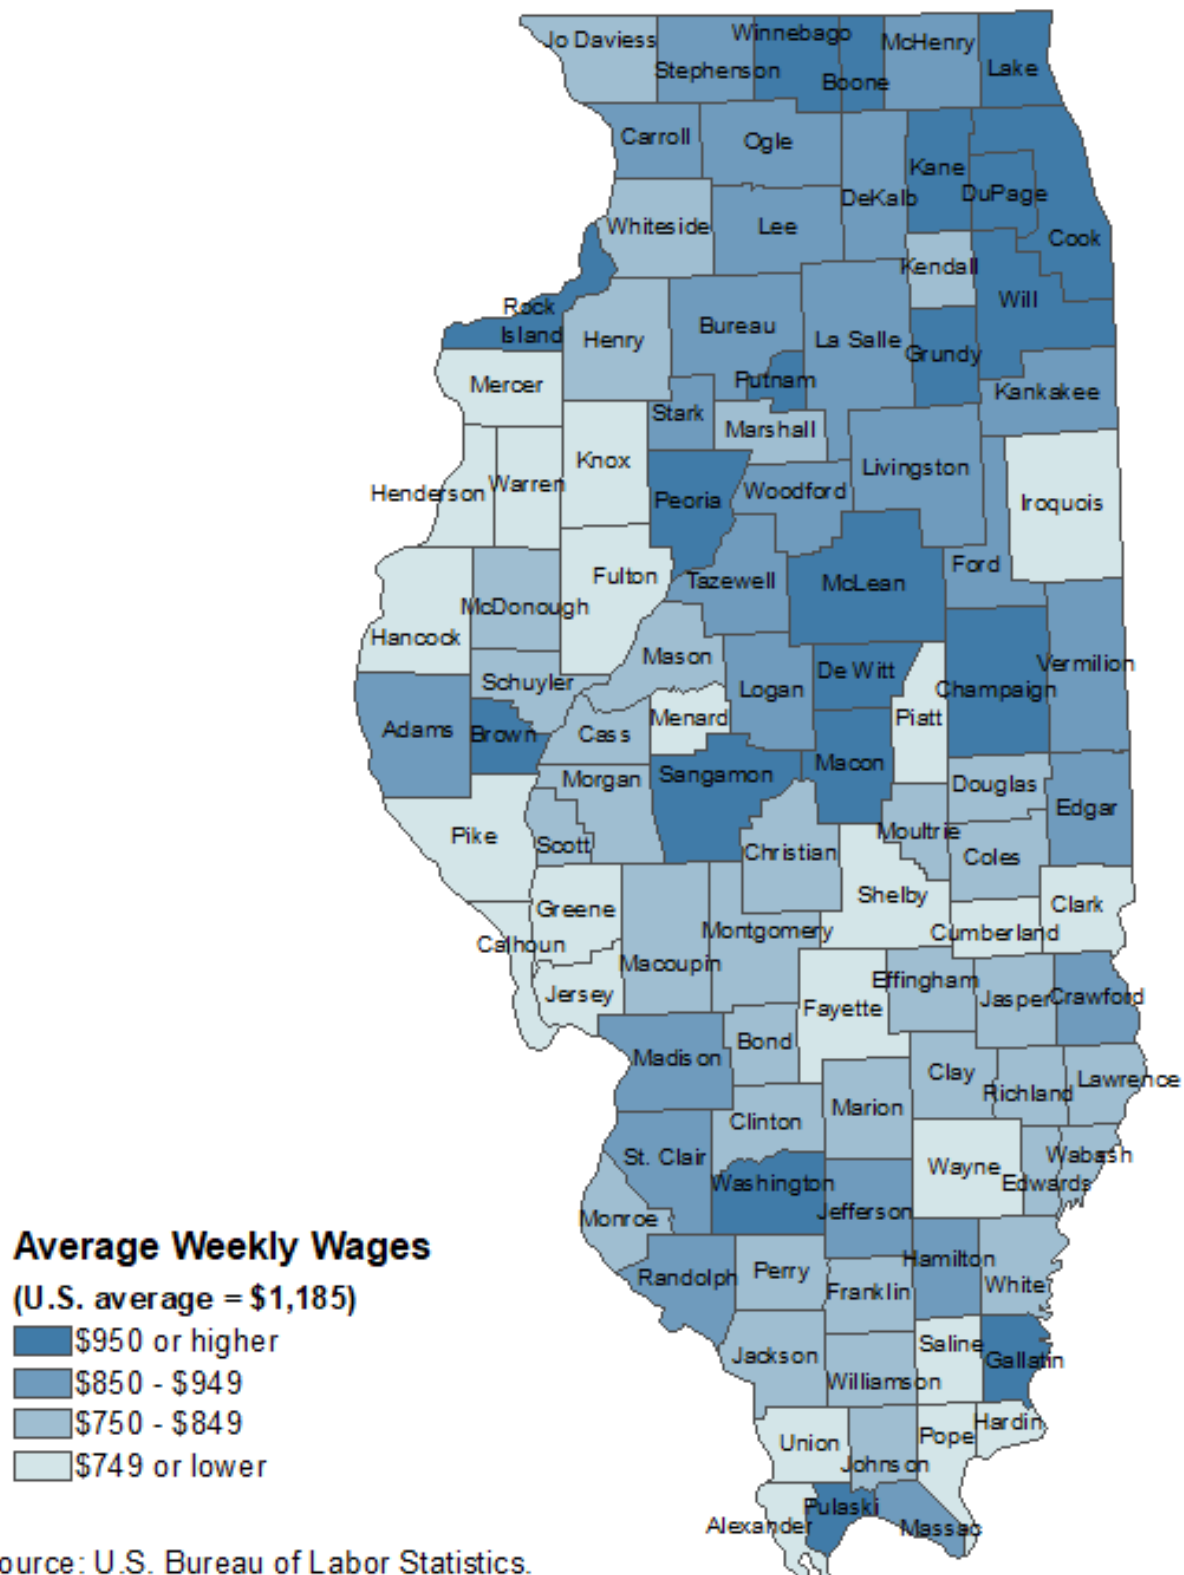 Jo Daviess
Stephenson
Winnebago
Boone
McHenry
Lake
Carroll
Ogle
DeKalb
Kane
DuPage
Cook
Whiteside
Lee
Kendall
Will
Rock
Island
Henry
Bureau
La Salle
Grundy
Putnam
Kankakee
Mercer
Stark
Marshall
Knox
Livingston
Henderson
Warren
Peoria
Woodford
Iroquois
Fulton
Tazewell
McLean
Ford
McDonough
Hancock
Mason
De Witt
Vermilion
Schuyler
Logan
Champaign
Adams
Brown
Cass
Menard
Piatt
Morgan
Sangamon
Macon
Douglas
Edgar
Pike
Scott
Christian
Moultrie
Coles
Shelby
Clark
Greene
Calhoun
Montgomery
Cumberland
Macoupin
Jersey
Effingham
Fayette
Jasper
Crawford
Madison
Bond
Clay
Richland
Lawrence
Clinton
Marion
St. Clair
Wayne
Wabash
Washington
Edwards
Monroe
Jefferson
Hamilton
Randolph
Perry
Franklin
White
Saline
Jackson
Gallatin
Williamson
Hardin
Union
Pope
Johnson
Pulaski
Alexander
Massac
Average Weekly Wages
(U.S. average = $1,185)
$950 or higher
$850 - $949
$750 - $849
$749 or lower
ource: U.S. Bureau of Labor Statistics.